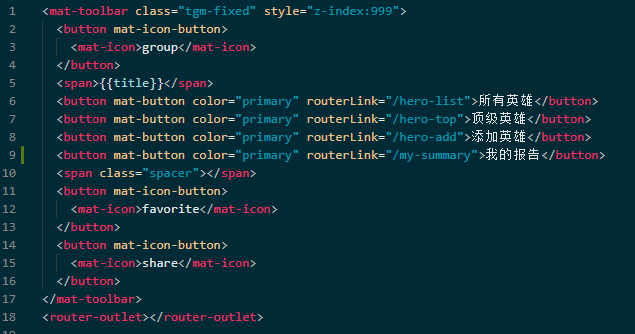 1 <mat-toolbar class="tgm-fixed" style="z-index:999">
2 <button mat-icon-button>
3 <mat-icon>group</mat-icon>
4 </button>
5 <span>{{title}}</span>
6 <button mat-button color="primary" routerLink="/hero-list">所有英雄</button>
7 <button mat-button color="primary" routerLink="/hero-top">顶级英雄</button>
8 <button mat-button color="primary" routerLink="/hero-add">添加英雄</button>
9 <button mat-button color="primary" routerLink="/my-summary">我的报告</button>
10 <span class="spacer"></span>
11 <button mat-icon-button>
12 <mat-icon>favorite</mat-icon>
13 </button>
14 <button mat-icon-button>
15 <mat-icon>share</mat-icon>
16 </button>
17 </mat-toolbar>
18 <router-outlet></router-outlet>